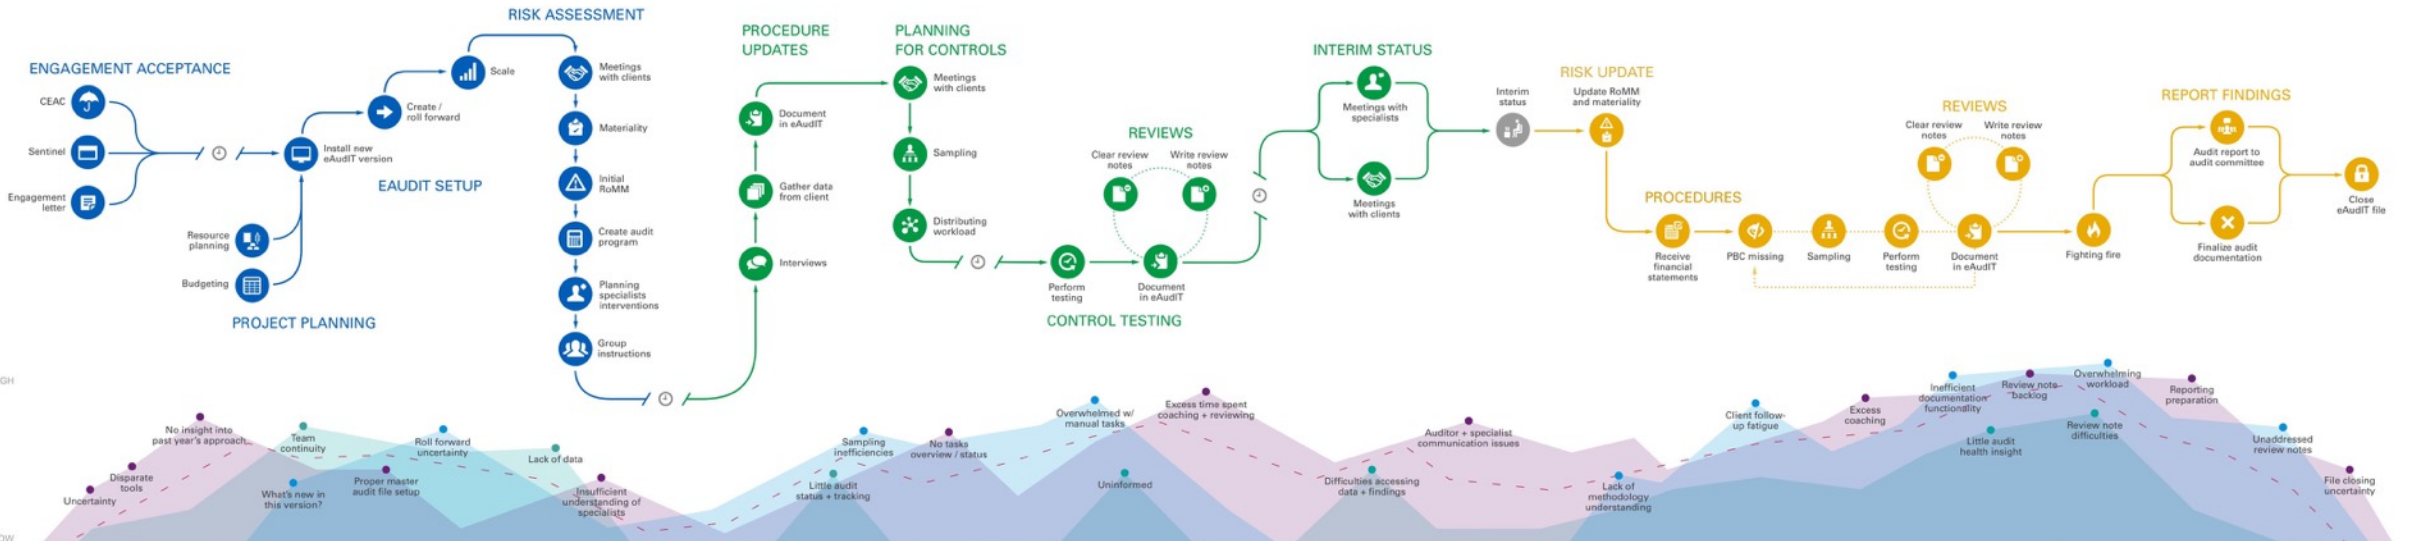 ENGAGEMENT ACCEPTANCE
CEAC
Sentinel
Engagement
letter
Install new
eAudIT version
EAUDIT SETUP
Resource
planning
Budgeting
PROJECT PLANNING
Create /
roll forward
Scale
RISK ASSESSMENT
Meetings
with clients
Materiality
Initial
RoMM
Create audit
program
Planning
specialists
interventions
Group
instructions
PROCEDURE
UPDATES
Document
in eAudIT
Gather data
from client
Interviews
PLANNING
FOR CONTROLS
Meetings
with clients
Sampling
Distributing
workload
REVIEWS
Clear review
notes
Write review
notes
Perform
testing
Document
in eAudIT
CONTROL TESTING
INTERIM STATUS
Meetings with
specialists
Meetings
with clients
Interim
status
RISK UPDATE
Update RoMM
and materiality
PROCEDURES
Receive
financial
statements
PBC missing
Sampling
Perform
testing
Document
in eAudIT
REVIEWS
Clear review
notes
Write review
notes
Fighting fire
REPORT FINDINGS
Audit report to
audit committee
Finalize audit
documentation
Close
eAudIT file
GH
OW
Uncertainty
Disparate
tools
No insight into
past year's approach
Team
continuity
What's new in
this version?
Proper master
audit file setup
Roll forward
uncertainty
Lack of data
Insufficient
understanding of
specialists
Sampling
inefficiencies
Little audit
status + tracking
No tasks
overview / status
Overwhelmed w/
manual tasks
Uninformed
Excess time spent
coaching + reviewing
Difficulties accessing
data + findings
Auditor + specialist
communication issues
Lack of
methodology
understanding
Client follow-
up fatigue
Excess
coaching
Inefficient
documentation
functionality
Little audit
health insight
Review note
backlog
Overwhelming
workload
Review note
difficulties
Reporting
preparation
Unaddressed
review notes
File closing
uncertainty